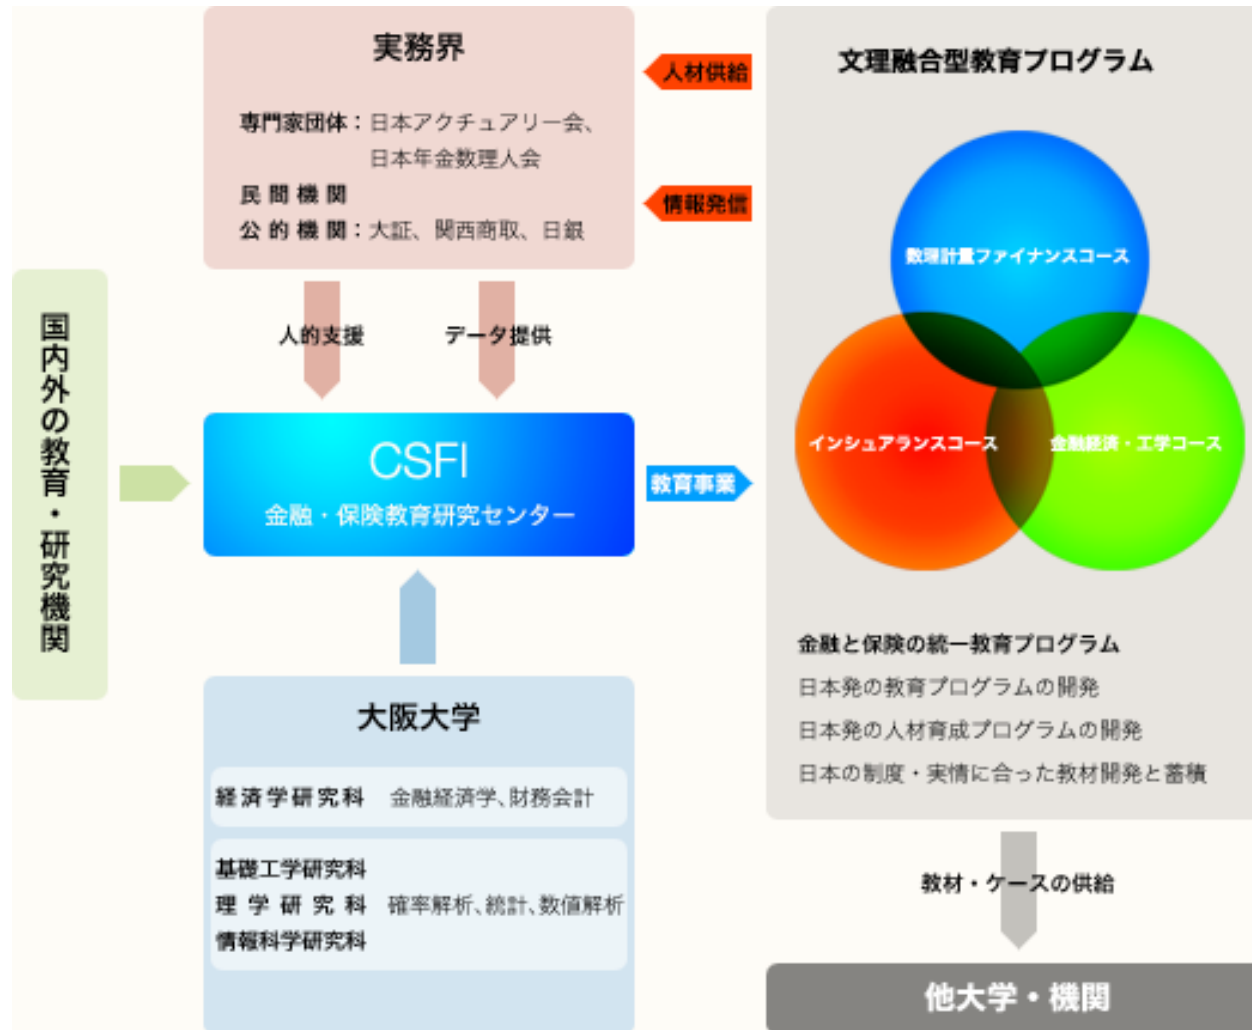 実務界
専門家団体：日本アクチュアリー会、
日本年金数理人会
民間機関
公的機関：大証、関西商取、日銀
人材供給
情報発信
文理融合型教育プログラム
数理計量ファイナンスコース
インシュアランスコース
金融経済・工学コース
金融と保険の統一教育プログラム
日本発の教育プログラムの開発
日本発の人材育成プログラムの開発
日本の制度・実情に合った教材開発と蓄積
国内外の教育・研究機関
人的支援
データ提供
CSFI
金融・保険教育研究センター
教育事業
大阪大学
経済学研究科　金融経済学、財務会計
基礎工学研究科
理学研究科　確率解析、統計、数値解析
情報科学研究科
教材・ケースの供給
他大学・機関